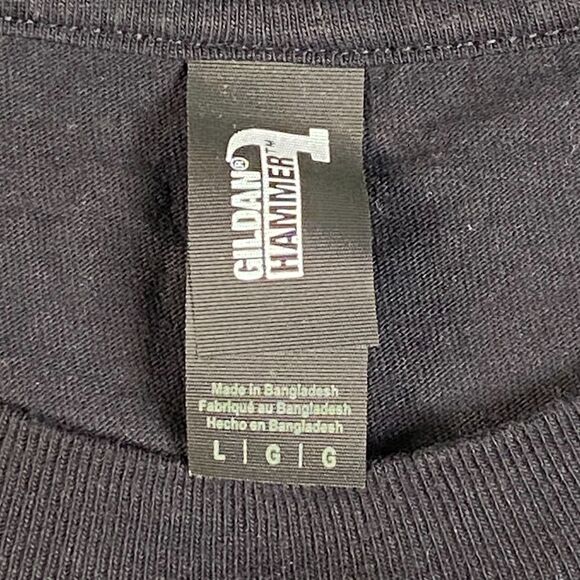 GILDAN®
HAMMER™
Made in Bangladesh
Fabriqué au Bangladesh
Hecho en Bangladesh
L | G | G